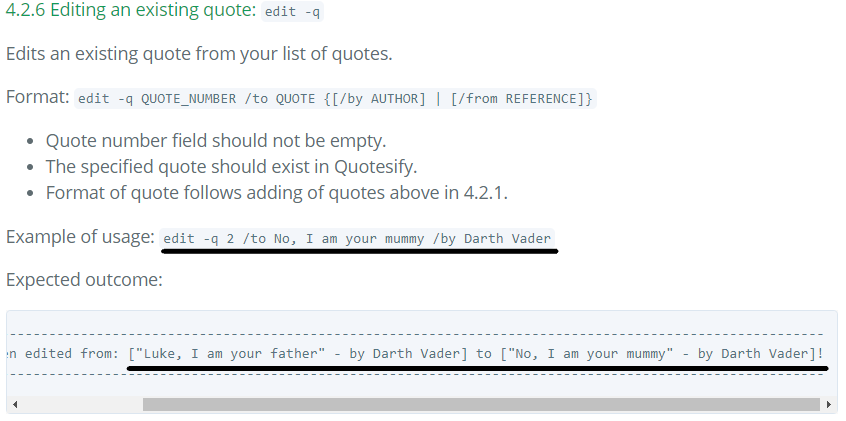 4.2.6 Editing an existing quote: edit -q
Edits an existing quote from your list of quotes.
Format: edit -q QUOTE_NUMBER /to QUOTE {[/by AUTHOR] | [/from REFERENCE]}
• Quote number field should not be empty.
• The specified quote should exist in Quotesify.
• Format of quote follows adding of quotes above in 4.2.1.
Example of usage: edit -q 2 /to No, I am your mummy /by Darth Vader
Expected outcome:
edited from: ["Luke, I am your father" - by Darth Vader] to ["No, I am your mummy" - by Darth Vader]!